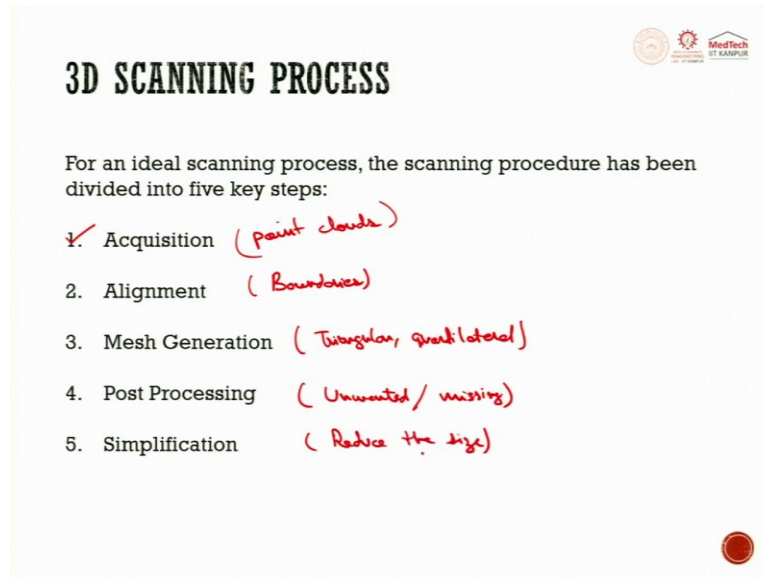 MedTech
IIT KANPUR
3D SCANNING PROCESS
For an ideal scanning process, the scanning procedure has been
divided into five key steps:
1. Acquisition (point clouds)
2. Alignment (Boundaries)
3. Mesh Generation (Triangular, quadrilateral)
4. Post Processing (Unwanted / missing)
5. Simplification (Reduce the size)